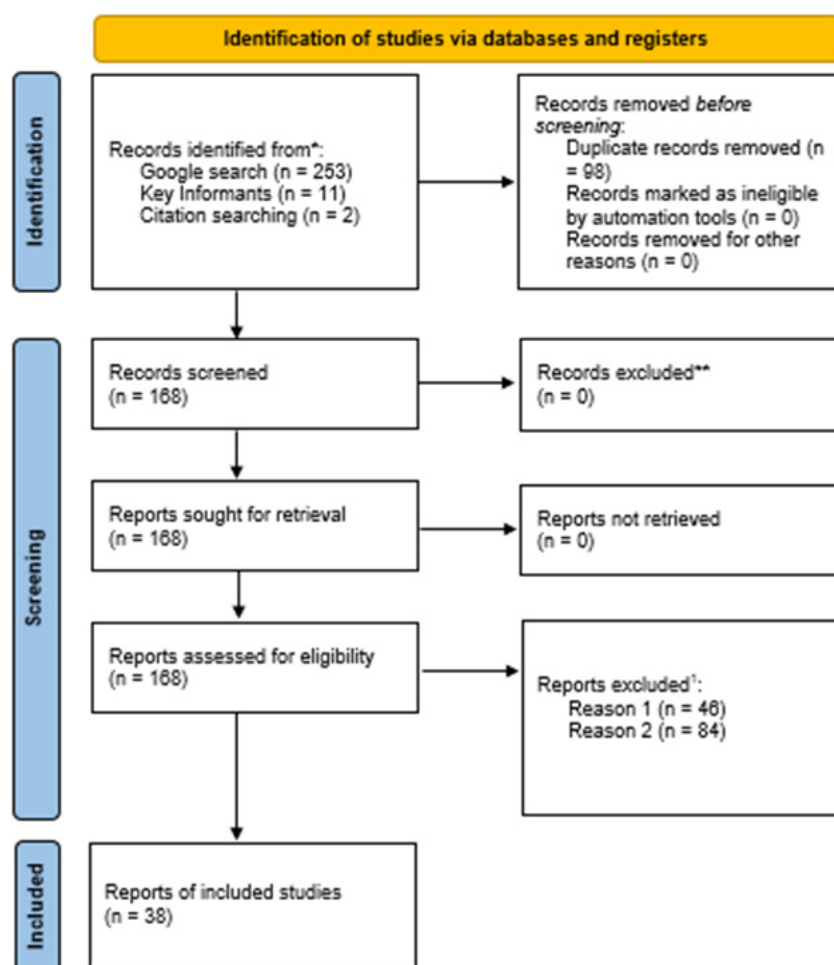 Identification of studies via databases and registers
Identification
Records identified from*:
Google search (n = 253)
Key Informants (n = 11)
Citation searching (n = 2)
Records removed before
screening:
Duplicate records removed (n
= 98)
Records marked as ineligible
by automation tools (n = 0)
Records removed for other
reasons (n = 0)
Screening
Records screened
(n = 168)
Records excluded**
(n = 0)
Reports sought for retrieval
(n = 168)
Reports not retrieved
(n = 0)
Reports assessed for eligibility
(n = 168)
Reports excluded¹:
Reason 1 (n = 46)
Reason 2 (n = 84)
Included
Reports of included studies
(n = 38)